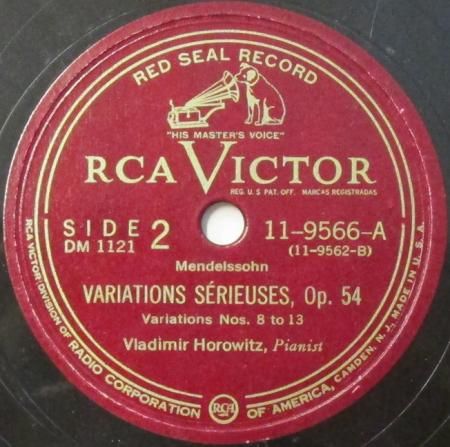 RED SEAL RECORD
"HIS MASTER'S VOICE"
RCA VICTOR
REG. U.S. PAT. OFF. MARCAS REGISTRADAS
SIDE 2
DM 1121
11-9566-A
(11-9562-B)
Mendelssohn
VARIATIONS SÉRIEUSES, Op. 54
Variations Nos. 8 to 13
Vladimir Horowitz, Pianist
RCA VICTOR DIVISION OF RADIO CORPORATION RCA OF AMERICA, CAMDEN, N. J., MADE IN U.S.A.